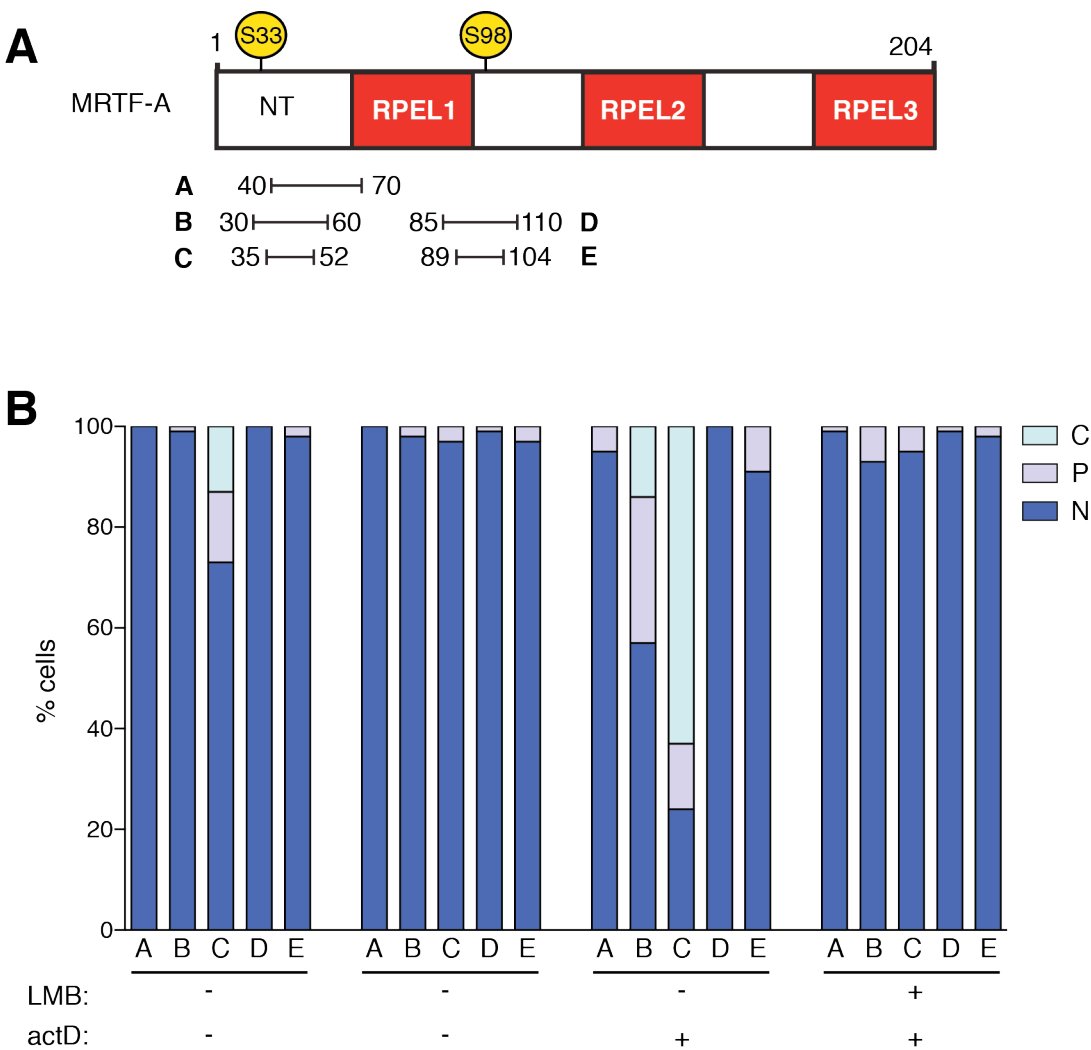 A
1 S33 S98 204
MRTF-A NT RPEL1 RPEL2 RPEL3
A 40 70
B 30 60 85 110 D
C 35 52 89 104 E
B
100 C
P
80 N
60
% cells
40
20
0
A B C D E A B C D E A B C D E A B C D E
LMB: - - - +
actD: - - + +